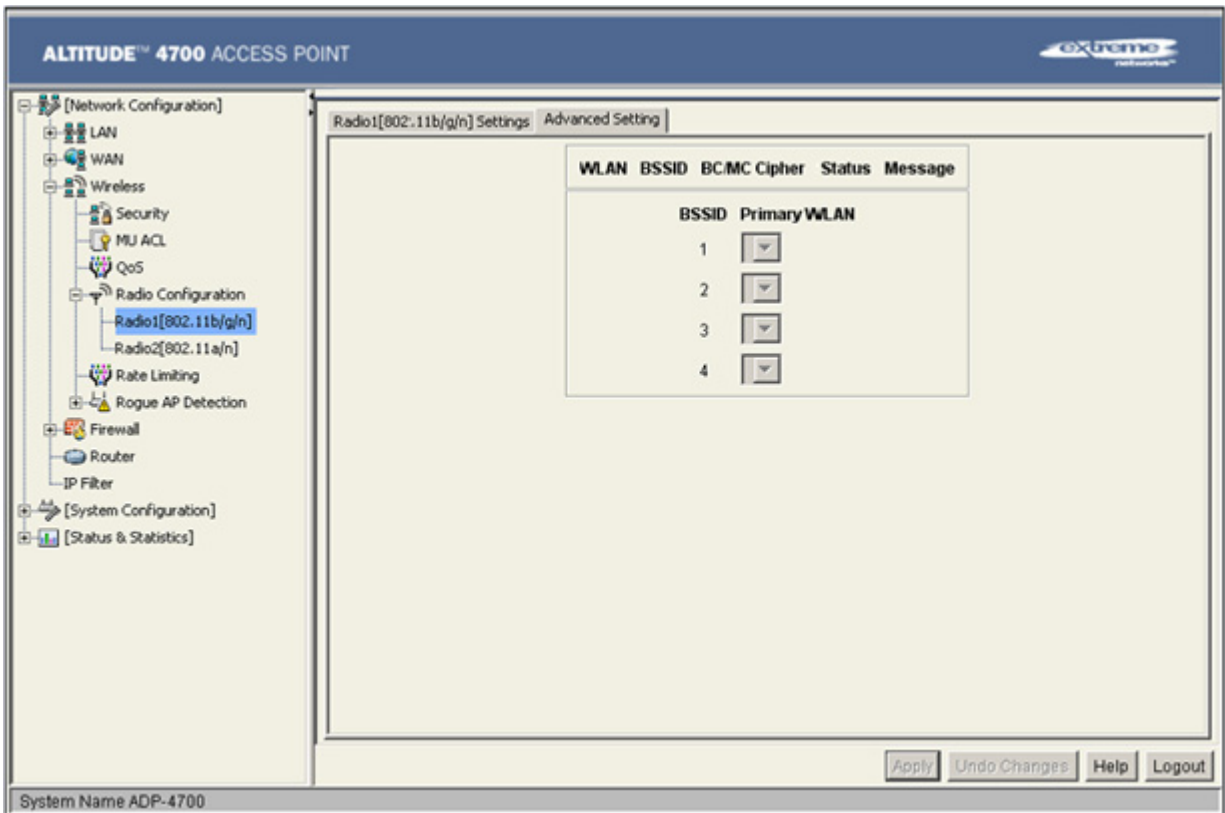 ALTITUDE™ 4700 ACCESS POINT
extreme
networks™
[Network Configuration]
LAN
WAN
Wireless
Security
MU ACL
QoS
Radio Configuration
Radio1[802.11b/g/n]
Radio2[802.11a/n]
Rate Limiting
Rogue AP Detection
Firewall
Router
IP Filter
[System Configuration]
[Status & Statistics]
Radio1[802.11b/g/n] Settings Advanced Setting
WLAN BSSID BC/MC Cipher Status Message
BSSID Primary WLAN
1
2
3
4
Apply Undo Changes Help Logout
System Name ADP-4700